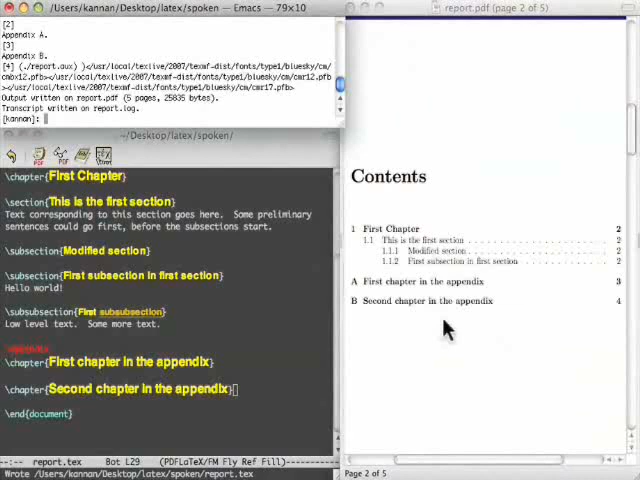 /Users/kannan/Desktop/latex/spoken — Emacs — 79×10
[2]
Appendix A.
[3]
Appendix B.
[4] (./report.aux) )</usr/local/texlive/2007/texmf-dist/fonts/type1/bluesky/cm/
cmbx12.pfb></usr/local/texlive/2007/texmf-dist/fonts/type1/bluesky/cm/cmr12.pfb
></usr/local/texlive/2007/texmf-dist/fonts/type1/bluesky/cm/cmr17.pfb>
Output written on report.pdf (5 pages, 25835 bytes).
Transcript written on report.log.
[kannan]:
~/Desktop/latex/spoken/
\chapter{First Chapter}
\section{This is the first section}
Text corresponding to this section goes here. Some preliminary
sentences could go first, before the subsections start.
\subsection{Modified section}
\subsection{First subsection in first section}
Hello world!
\subsubsection{First subsubsection}
Low level text. Some more text.
\appendix
\chapter{First chapter in the appendix}
\chapter{Second chapter in the appendix}
\end{document}
--:-- report.tex Bot L29 (PDFLaTeX/FM Fly Ref Fill)
Wrote /Users/kannan/Desktop/latex/spoken/report.tex
report.pdf (page 2 of 5)
Contents
1 First Chapter 2
1.1 This is the first section . . . . . . . . . . . . . . . . . . . . . . 2
1.1.1 Modified section . . . . . . . . . . . . . . . . . . . . 2
1.1.2 First subsection in first section . . . . . . . . . . . . . 2
A First chapter in the appendix 3
B Second chapter in the appendix 4
Page 2 of 5